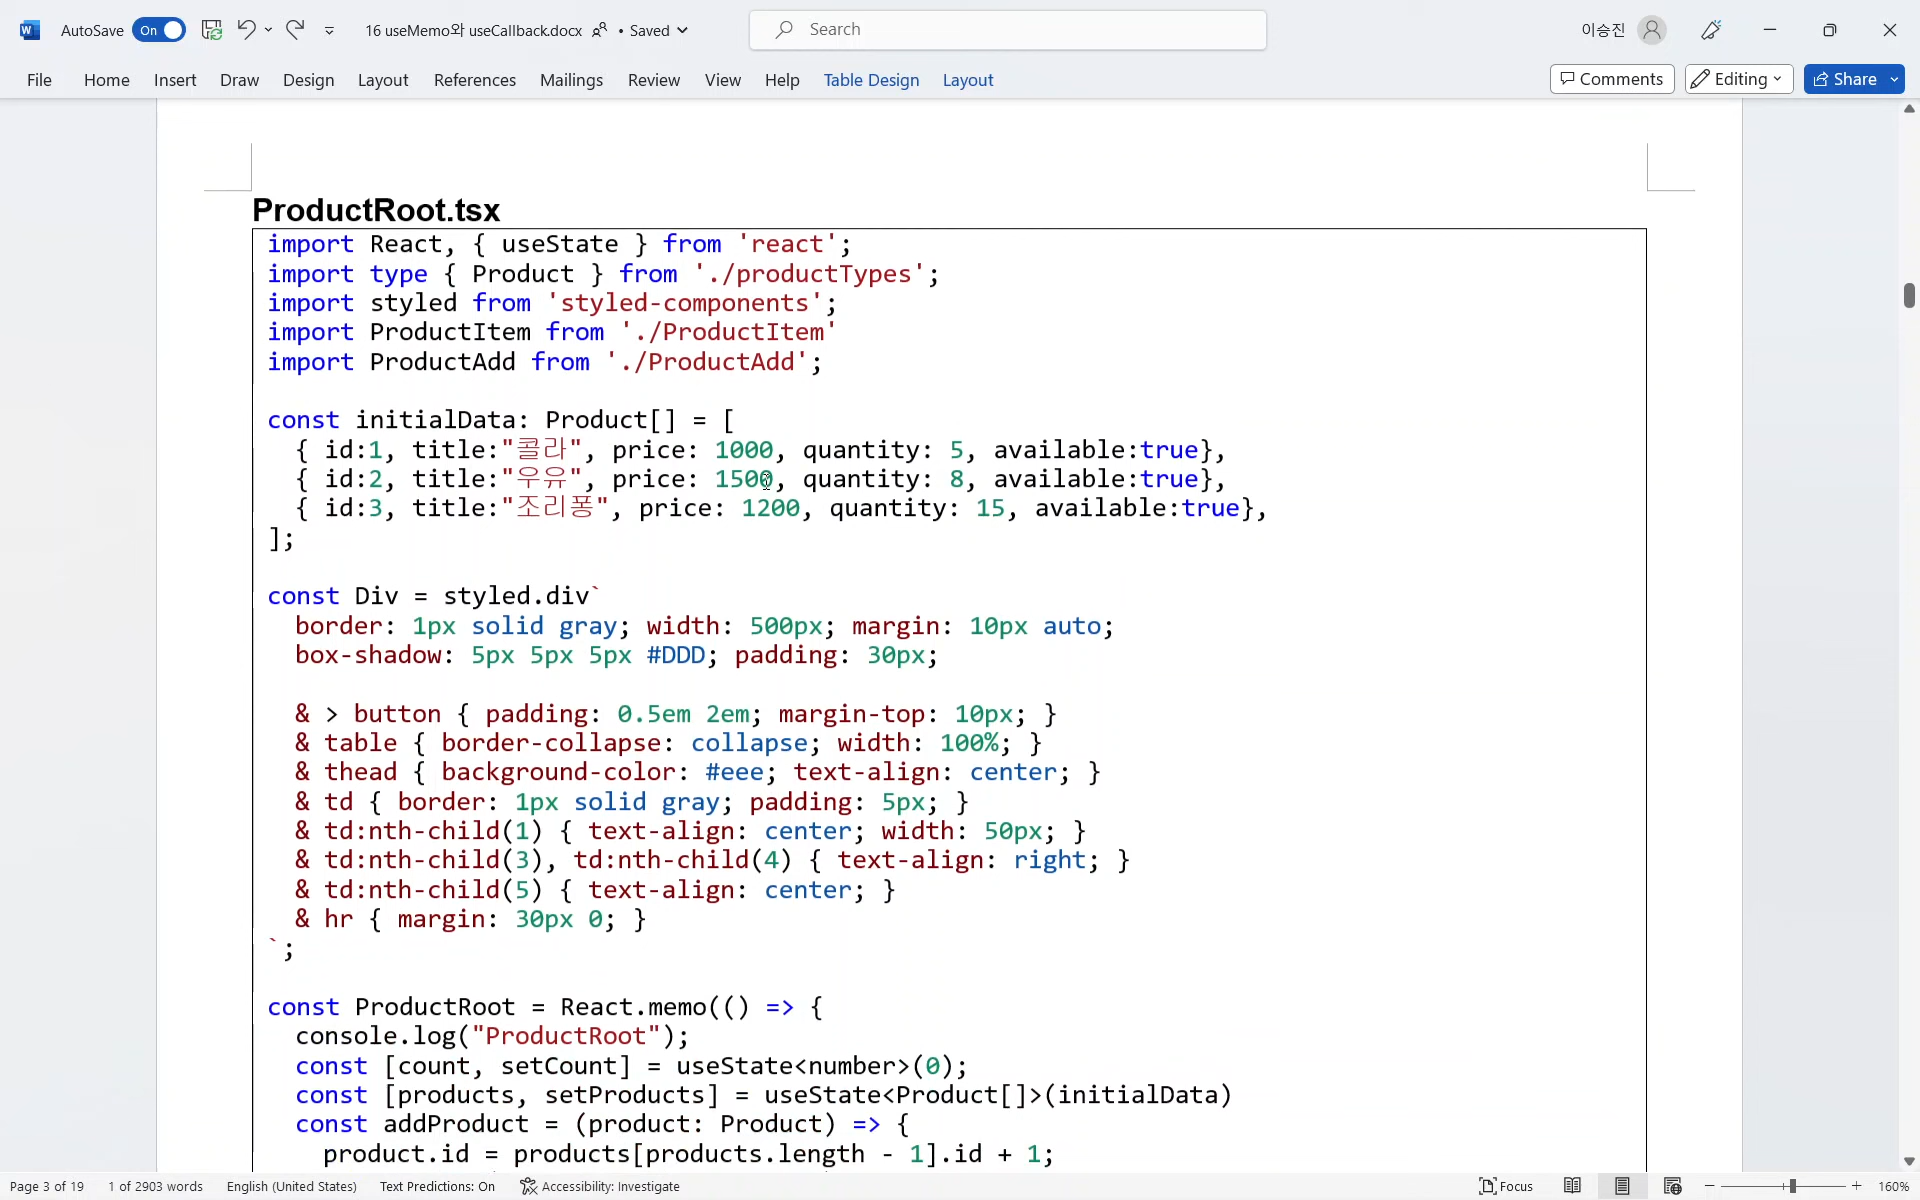 AutoSave On 16 useMemo와 useCallback.docx • Saved Search 이승진
File Home Insert Draw Design Layout References Mailings Review View Help Table Design Layout Comments Editing Share
ProductRoot.tsx
import React, { useState } from 'react';
import type { Product } from './productTypes';
import styled from 'styled-components';
import ProductItem from './ProductItem'
import ProductAdd from './ProductAdd';
const initialData: Product[] = [
{ id:1, title:"콜라", price: 1000, quantity: 5, available:true},
{ id:2, title:"우유", price: 1500, quantity: 8, available:true},
{ id:3, title:"조리퐁", price: 1200, quantity: 15, available:true},
];
const Div = styled.div`
border: 1px solid gray; width: 500px; margin: 10px auto;
box-shadow: 5px 5px 5px #DDD; padding: 30px;
& > button { padding: 0.5em 2em; margin-top: 10px; }
& table { border-collapse: collapse; width: 100%; }
& thead { background-color: #eee; text-align: center; }
& td { border: 1px solid gray; padding: 5px; }
& td:nth-child(1) { text-align: center; width: 50px; }
& td:nth-child(3), td:nth-child(4) { text-align: right; }
& td:nth-child(5) { text-align: center; }
& hr { margin: 30px 0; }
`;
const ProductRoot = React.memo(() => {
console.log("ProductRoot");
const [count, setCount] = useState<number>(0);
const [products, setProducts] = useState<Product[]>(initialData)
const addProduct = (product: Product) => {
product.id = products[products.length - 1].id + 1;
Page 3 of 19 1 of 2903 words English (United States) Text Predictions: On Accessibility: Investigate Focus 160%